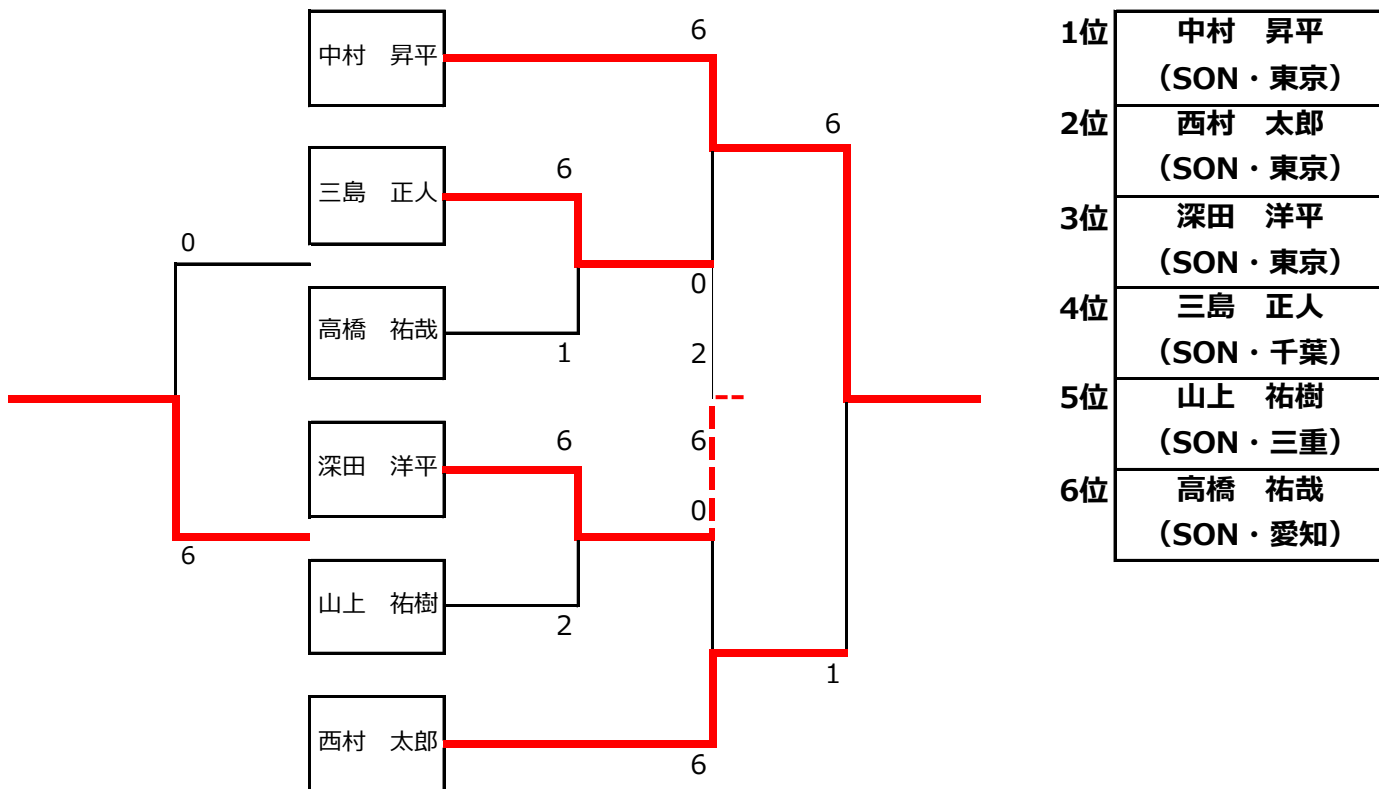 中村　昇平
三島　正人
高橋　祐哉
深田　洋平
山上　祐樹
西村　太郎
0
6
6
1
6
2
6
0
2
6
0
6
6
1
1位 中村　昇平
（SON・東京）
2位 西村　太郎
（SON・東京）
3位 深田　洋平
（SON・東京）
4位 三島　正人
（SON・千葉）
5位 山上　祐樹
（SON・三重）
6位 高橋　祐哉
（SON・愛知）